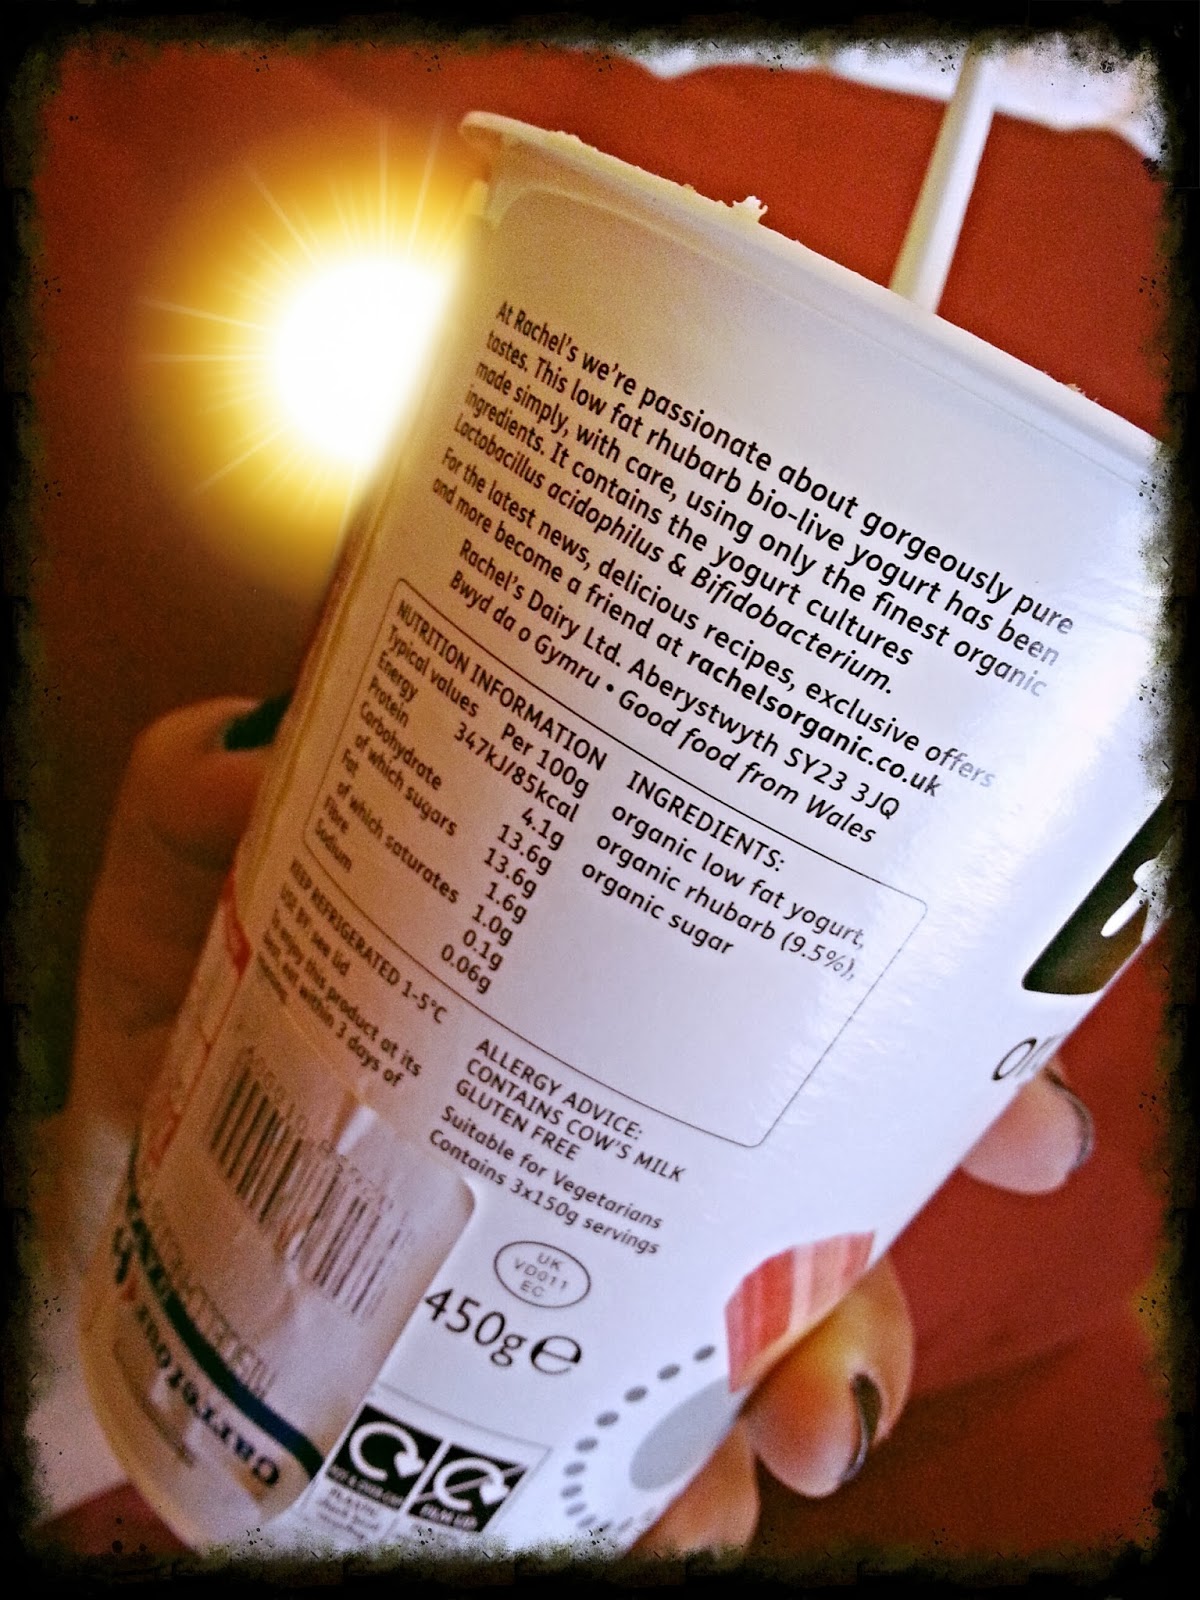 At Rachel's we're passionate about gorgeously pure
tastes. This low fat rhubarb bio-live yogurt has been
made simply, with care, using only the finest organic
ingredients. It contains the yogurt cultures
Lactobacillus acidophilus & Bifidobacterium.
For the latest news, delicious recipes, exclusive offers
and more become a friend at rachelsorganic.co.uk
Rachel's Dairy Ltd. Aberystwyth SY23 3JQ
Bwyd da o Gymru • Good food from Wales
NUTRITION INFORMATION
Typical values Per 100g
Energy 347kJ/85kcal
Protein 4.1g
Carbohydrate 13.6g
of which sugars 13.6g
Fat 1.6g
of which saturates 1.0g
Fibre 0.1g
Sodium 0.06g
INGREDIENTS:
organic low fat yogurt,
organic rhubarb (9.5%),
organic sugar
KEEP REFRIGERATED 1-5°C
USE BY: see lid
To enjoy this product at its
best, eat within 3 days of
opening.
ALLERGY ADVICE:
CONTAINS COW'S MILK
GLUTEN FREE
Suitable for Vegetarians
Contains 3x150g servings
UK
VD011
EC
450g e
Carrefour